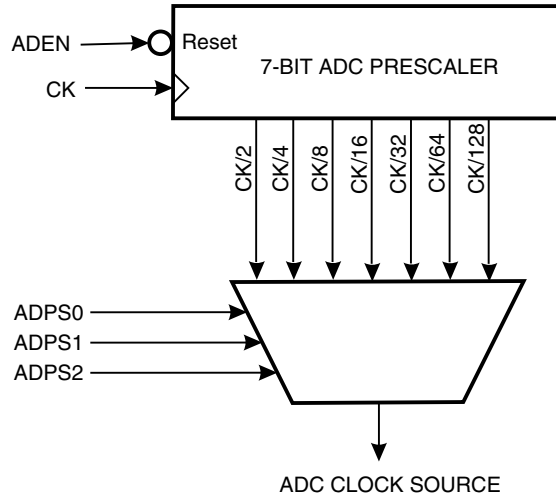 ADEN
Reset
7-BIT ADC PRESCALER
CK
CK/2
CK/4
CK/8
CK/16
CK/32
CK/64
CK/128
ADPS0
ADPS1
ADPS2
ADC CLOCK SOURCE